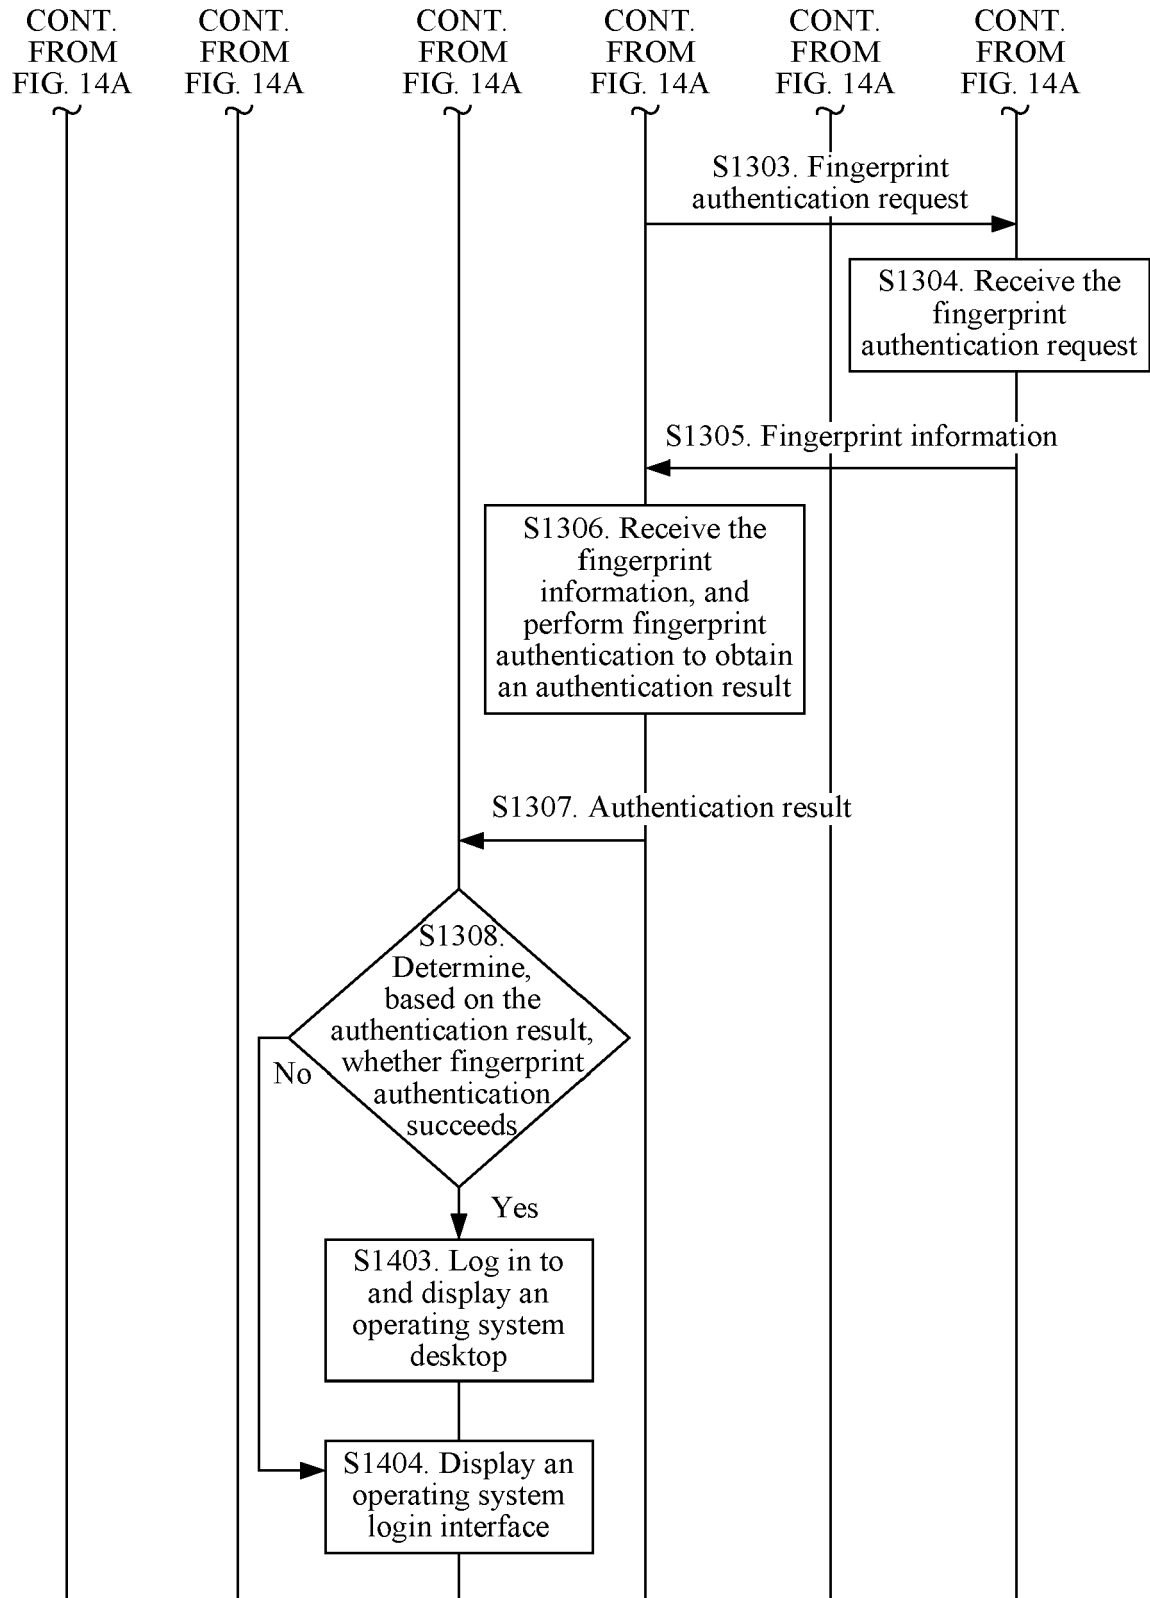 CONT.
FROM
FIG. 14A
CONT.
FROM
FIG. 14A
CONT.
FROM
FIG. 14A
CONT.
FROM
FIG. 14A
CONT.
FROM
FIG. 14A
CONT.
FROM
FIG. 14A
S1303. Fingerprint
authentication request
S1304. Receive the
fingerprint
authentication request
S1305. Fingerprint information
S1306. Receive the
fingerprint
information, and
perform fingerprint
authentication to obtain
an authentication result
S1307. Authentication result
S1308.
Determine,
based on the
authentication result,
whether fingerprint
authentication
succeeds
No
Yes
S1403. Log in to
and display an
operating system
desktop
S1404. Display an
operating system
login interface